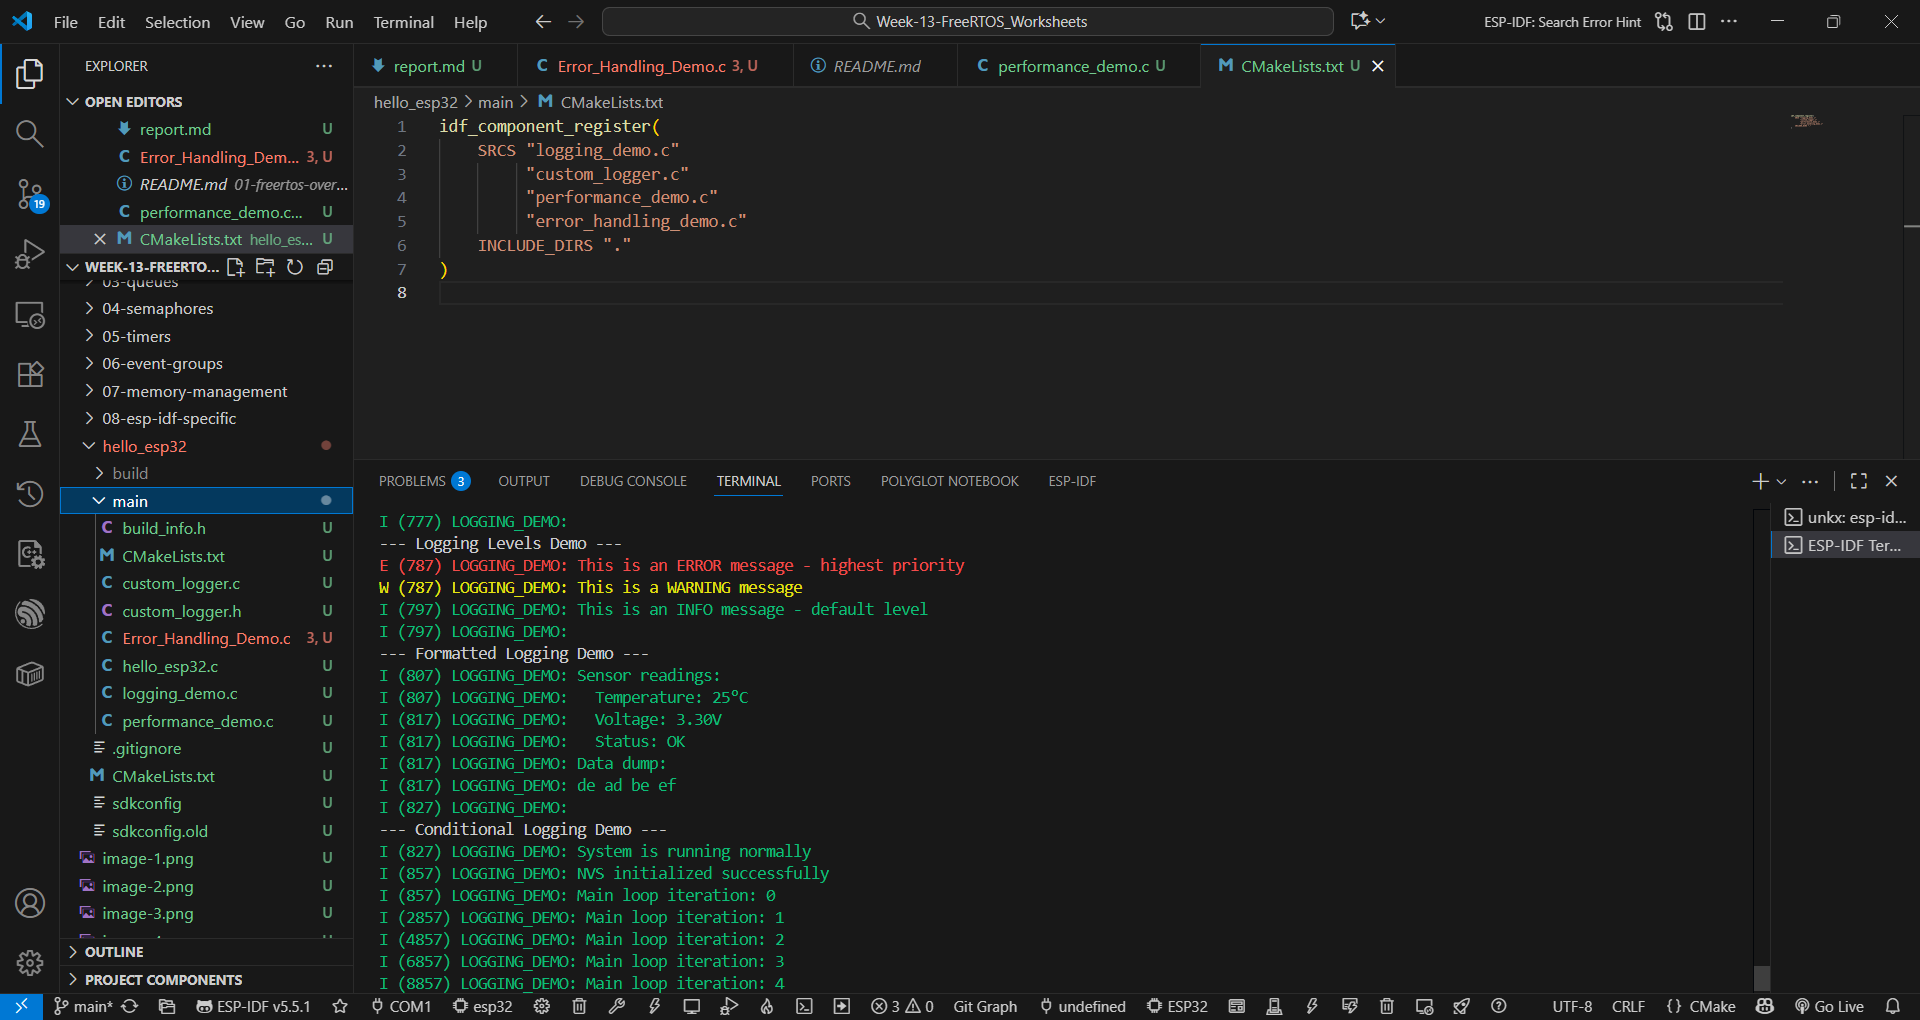 File Edit Selection View Go Run Terminal Help
Week-13-FreeRTOS_Worksheets
ESP-IDF: Search Error Hint
EXPLORER
OPEN EDITORS
report.md U
Error_Handling_Dem... 3, U
README.md 01-freertos-over...
performance_demo.c... U
CMakeLists.txt hello_es... U
WEEK-13-FREERTO...
03-queues
04-semaphores
05-timers
06-event-groups
07-memory-management
08-esp-idf-specific
hello_esp32
build
main
build_info.h U
CMakeLists.txt U
custom_logger.c U
custom_logger.h U
Error_Handling_Demo.c 3, U
hello_esp32.c U
logging_demo.c U
performance_demo.c U
.gitignore U
CMakeLists.txt U
sdkconfig U
sdkconfig.old U
image-1.png U
image-2.png U
image-3.png U
OUTLINE
PROJECT COMPONENTS
19
report.md U
Error_Handling_Demo.c 3, U
README.md
performance_demo.c U
CMakeLists.txt U
hello_esp32 > main > CMakeLists.txt
1 idf_component_register(
2 SRCS "logging_demo.c"
3 "custom_logger.c"
4 "performance_demo.c"
5 "error_handling_demo.c"
6 INCLUDE_DIRS "."
7 )
8
PROBLEMS 3 OUTPUT DEBUG CONSOLE TERMINAL PORTS POLYGLOT NOTEBOOK ESP-IDF
I (777) LOGGING_DEMO:
--- Logging Levels Demo ---
E (787) LOGGING_DEMO: This is an ERROR message - highest priority
W (787) LOGGING_DEMO: This is a WARNING message
I (797) LOGGING_DEMO: This is an INFO message - default level
I (797) LOGGING_DEMO:
--- Formatted Logging Demo ---
I (807) LOGGING_DEMO: Sensor readings:
I (807) LOGGING_DEMO:   Temperature: 25°C
I (817) LOGGING_DEMO:   Voltage: 3.30V
I (817) LOGGING_DEMO:   Status: OK
I (817) LOGGING_DEMO: Data dump:
I (817) LOGGING_DEMO: de ad be ef
I (827) LOGGING_DEMO:
--- Conditional Logging Demo ---
I (827) LOGGING_DEMO: System is running normally
I (857) LOGGING_DEMO: NVS initialized successfully
I (857) LOGGING_DEMO: Main loop iteration: 0
I (2857) LOGGING_DEMO: Main loop iteration: 1
I (4857) LOGGING_DEMO: Main loop iteration: 2
I (6857) LOGGING_DEMO: Main loop iteration: 3
I (8857) LOGGING_DEMO: Main loop iteration: 4
unkx: esp-id...
ESP-IDF Ter...
main* ESP-IDF v5.5.1 COM1 esp32 3 0 Git Graph undefined ESP32 UTF-8 CRLF {} CMake Go Live